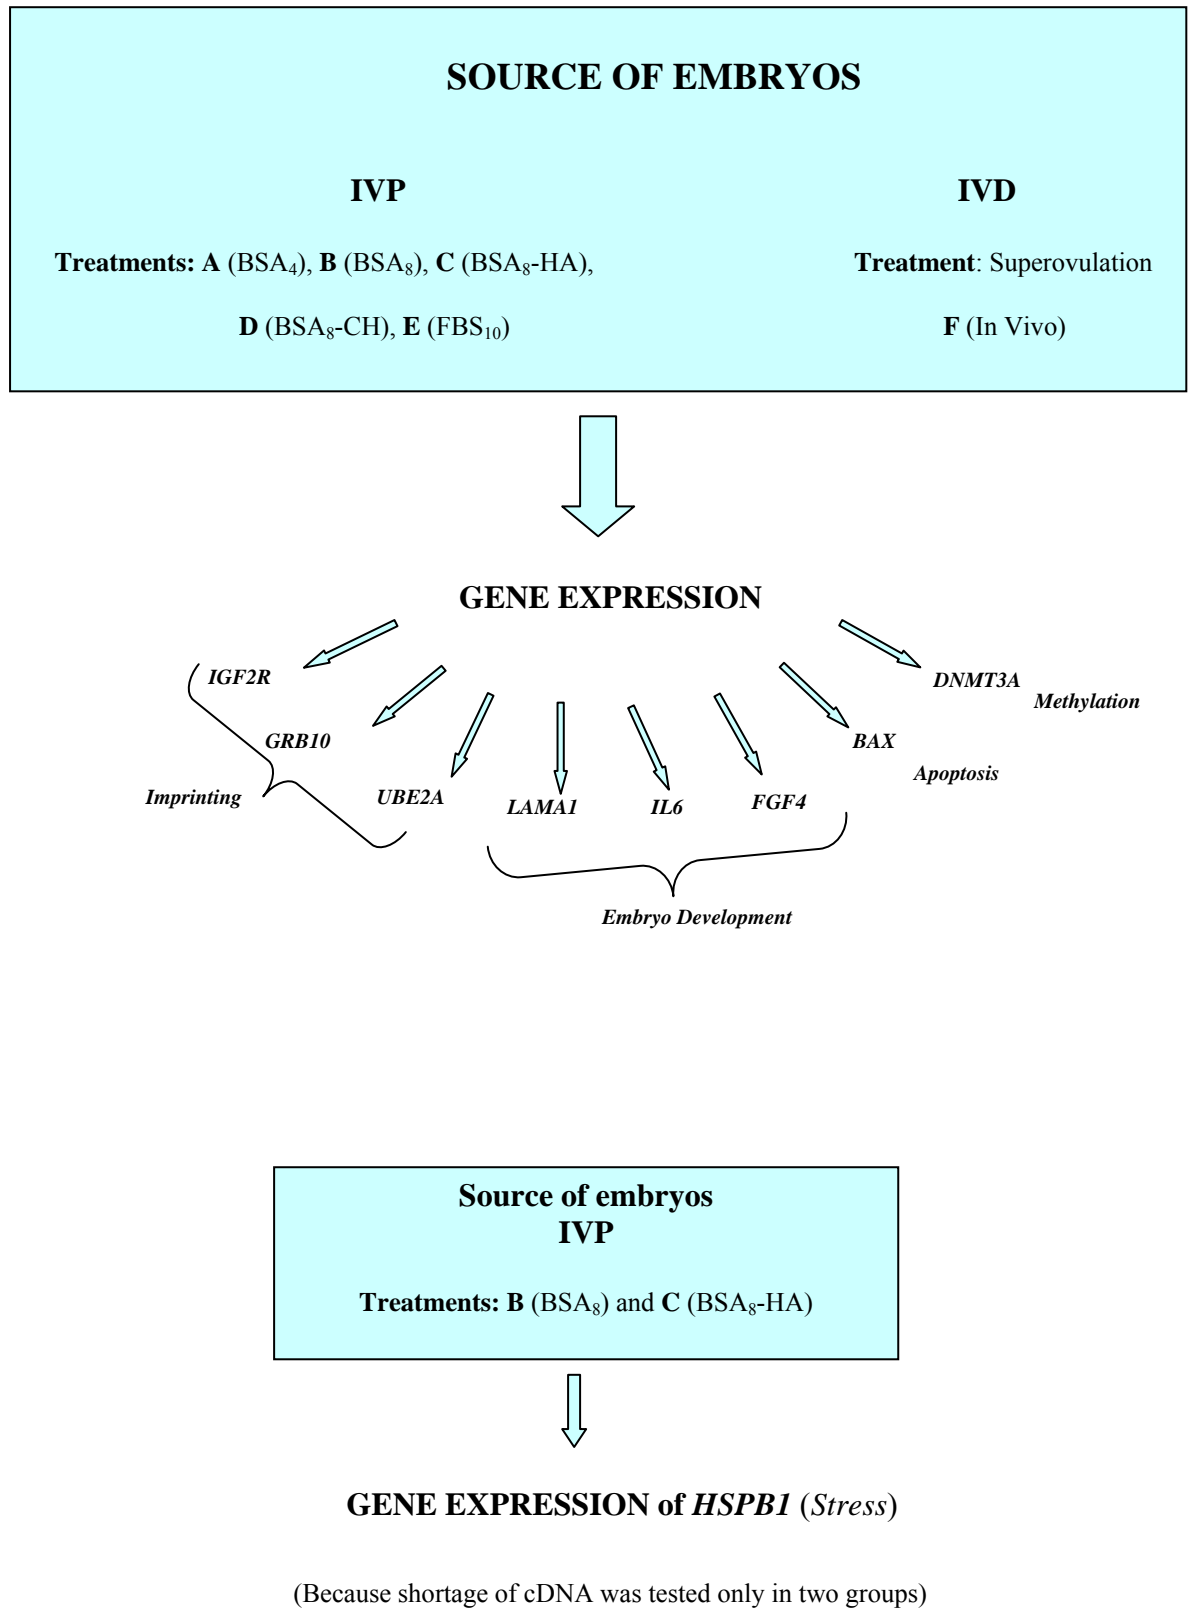 SOURCE OF EMBRYOS
IVP
IVD
Treatments: A (BSA₄), B (BSA₈), C (BSA₈-HA),
D (BSA₈-CH), E (FBS₁₀)
Treatment: Superovulation
F (In Vivo)
GENE EXPRESSION
IGF2R
GRB10
UBE2A
Imprinting
LAMA1
IL6
FGF4
Embryo Development
BAX
Apoptosis
DNMT3A
Methylation
Source of embryos
IVP
Treatments: B (BSA₈) and C (BSA₈-HA)
GENE EXPRESSION of HSPB1 (Stress)
(Because shortage of cDNA was tested only in two groups)